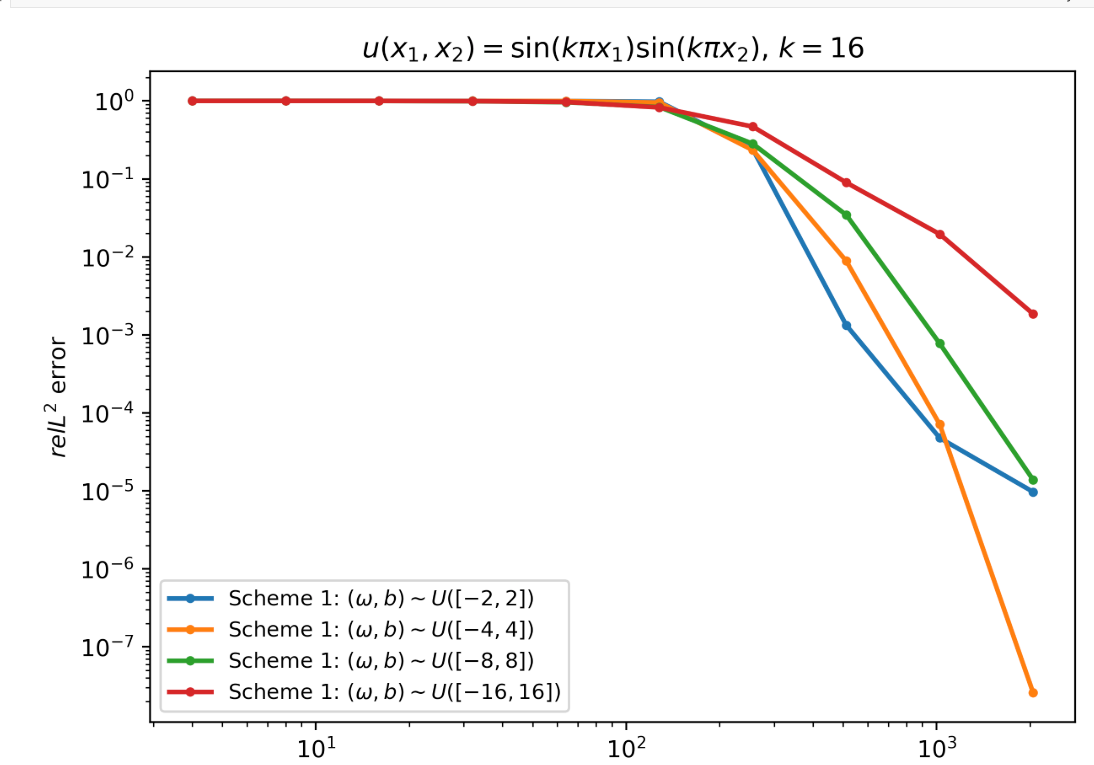 u(x₁, x₂) = sin(kπx₁)sin(kπx₂), k = 16
10⁰
10⁻¹
10⁻²
10⁻³
10⁻⁴
10⁻⁵
10⁻⁶
10⁻⁷
relL² error
Scheme 1: (ω, b) ~ U([−2, 2])
Scheme 1: (ω, b) ~ U([−4, 4])
Scheme 1: (ω, b) ~ U([−8, 8])
Scheme 1: (ω, b) ~ U([−16, 16])
10¹ 10² 10³